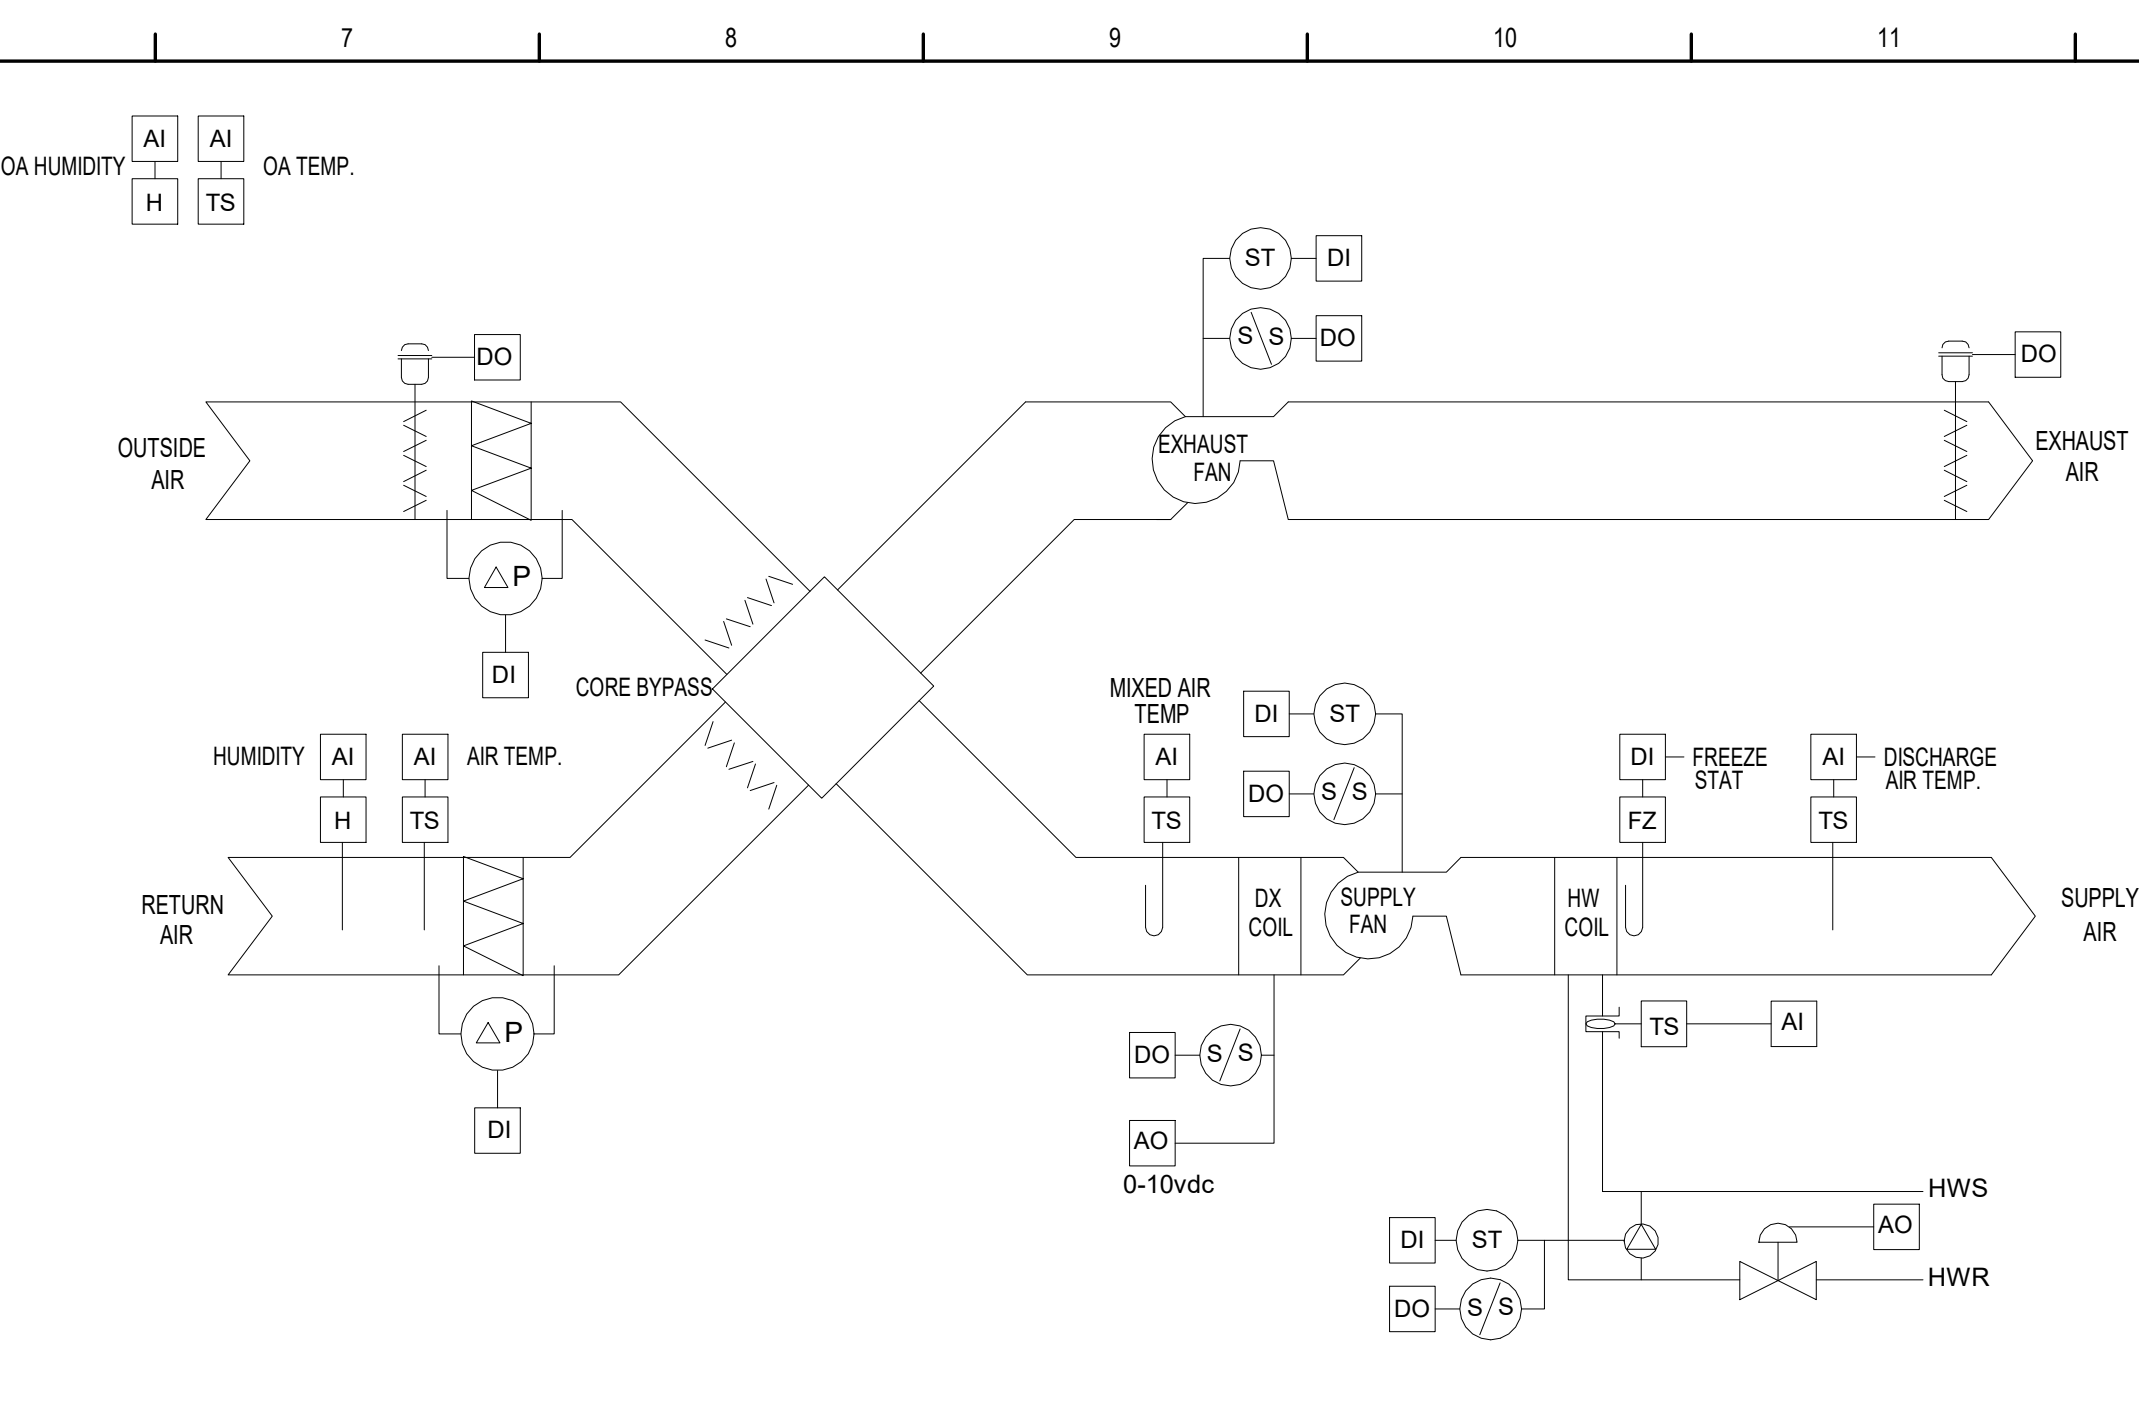 7 8 9 10 11
AI AI
OA HUMIDITY OA TEMP.
H TS
ST DI
S S DO
DO
DO
OUTSIDE
AIR
EXHAUST
FAN
EXHAUST
AIR
△P
DI
CORE BYPASS
MIXED AIR
TEMP
AI
TS
DI ST
DO S/S
HUMIDITY AI AI AIR TEMP.
H TS
DI FREEZE
STAT
FZ
AI DISCHARGE
AIR TEMP.
TS
RETURN
AIR
DX
COIL
SUPPLY
FAN
HW
COIL
SUPPLY
AIR
△P
DI
DO S/S
AO
0-10vdc
TS AI
HWS
DI ST
AO
DO S/S
HWR